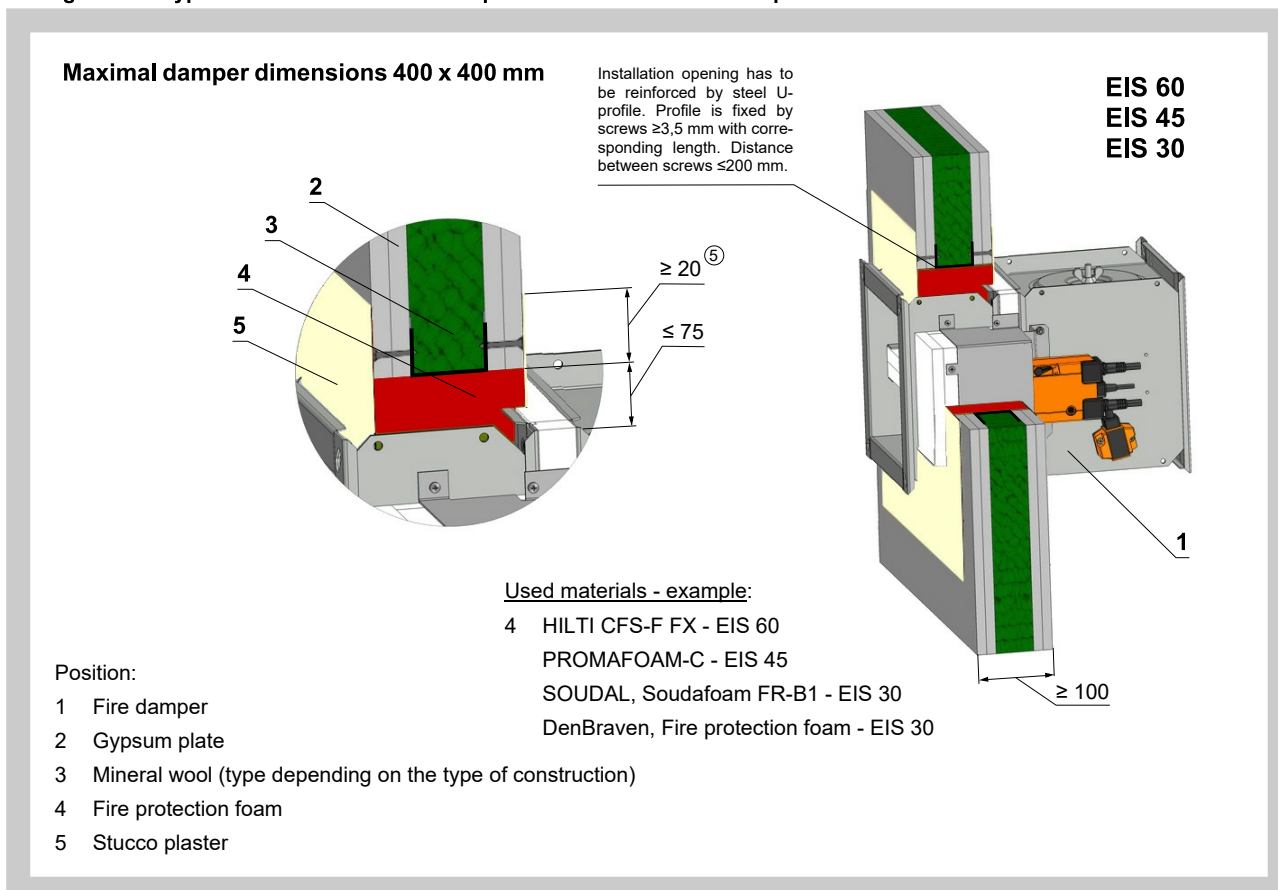 Maximal damper dimensions 400 x 400 mm
Installation opening has to
be reinforced by steel U-
profile. Profile is fixed by
screws ≥3,5 mm with corre-
sponding length. Distance
between screws ≤200 mm.
EIS 60
EIS 45
EIS 30
2
3
4
5
≥ 20 ⑤
≤ 75
1
≥ 100
Used materials - example:
4 HILTI CFS-F FX - EIS 60
PROMAFOAM-C - EIS 45
SOUDAL, Soudafoam FR-B1 - EIS 30
DenBraven, Fire protection foam - EIS 30
Position:
1 Fire damper
2 Gypsum plate
3 Mineral wool (type depending on the type of construction)
4 Fire protection foam
5 Stucco plaster